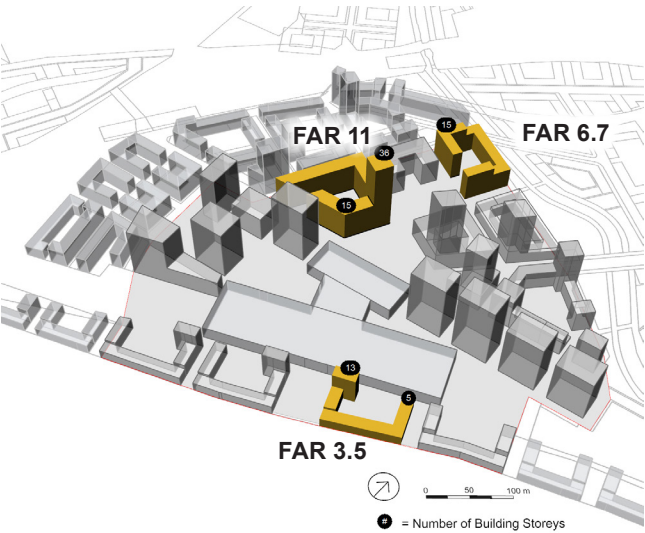 15
FAR 6.7
FAR 11
36
15
13
5
FAR 3.5
0 50 100 m
# = Number of Building Storeys